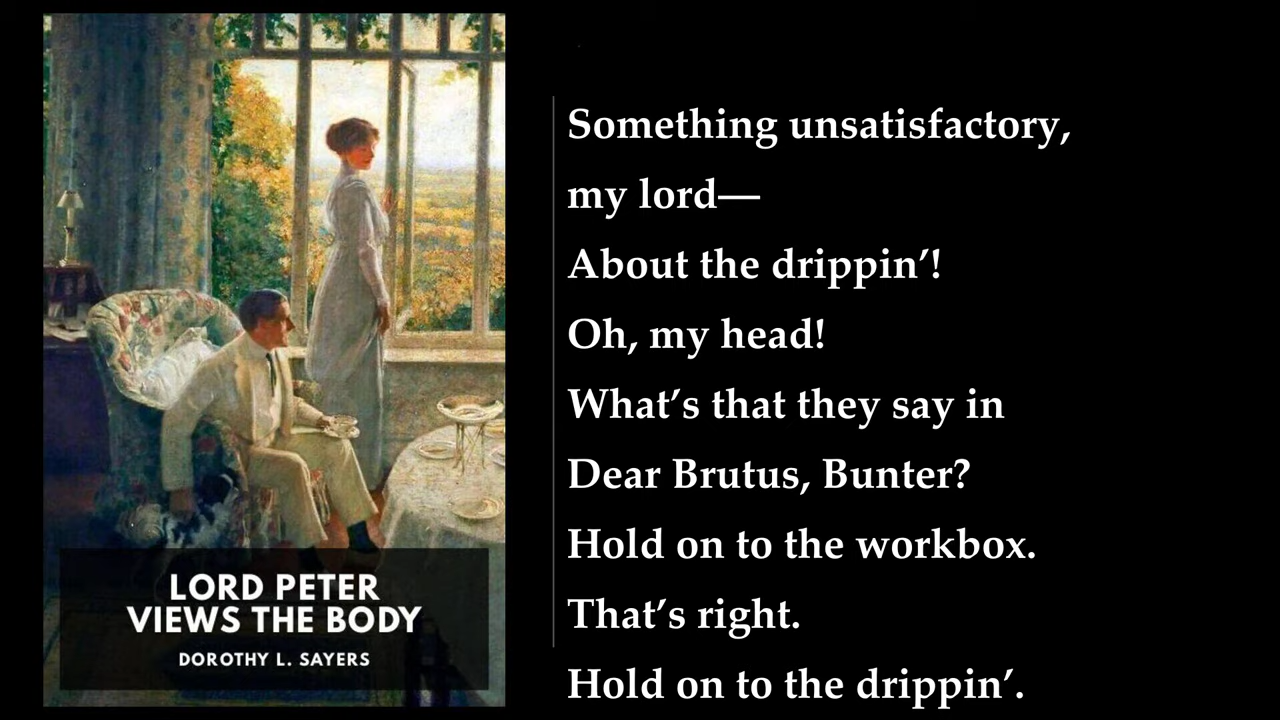 LORD PETER
VIEWS THE BODY
DOROTHY L. SAYERS
Something unsatisfactory,
my lord—
About the drippin’!
Oh, my head!
What’s that they say in
Dear Brutus, Bunter?
Hold on to the workbox.
That’s right.
Hold on to the drippin’.